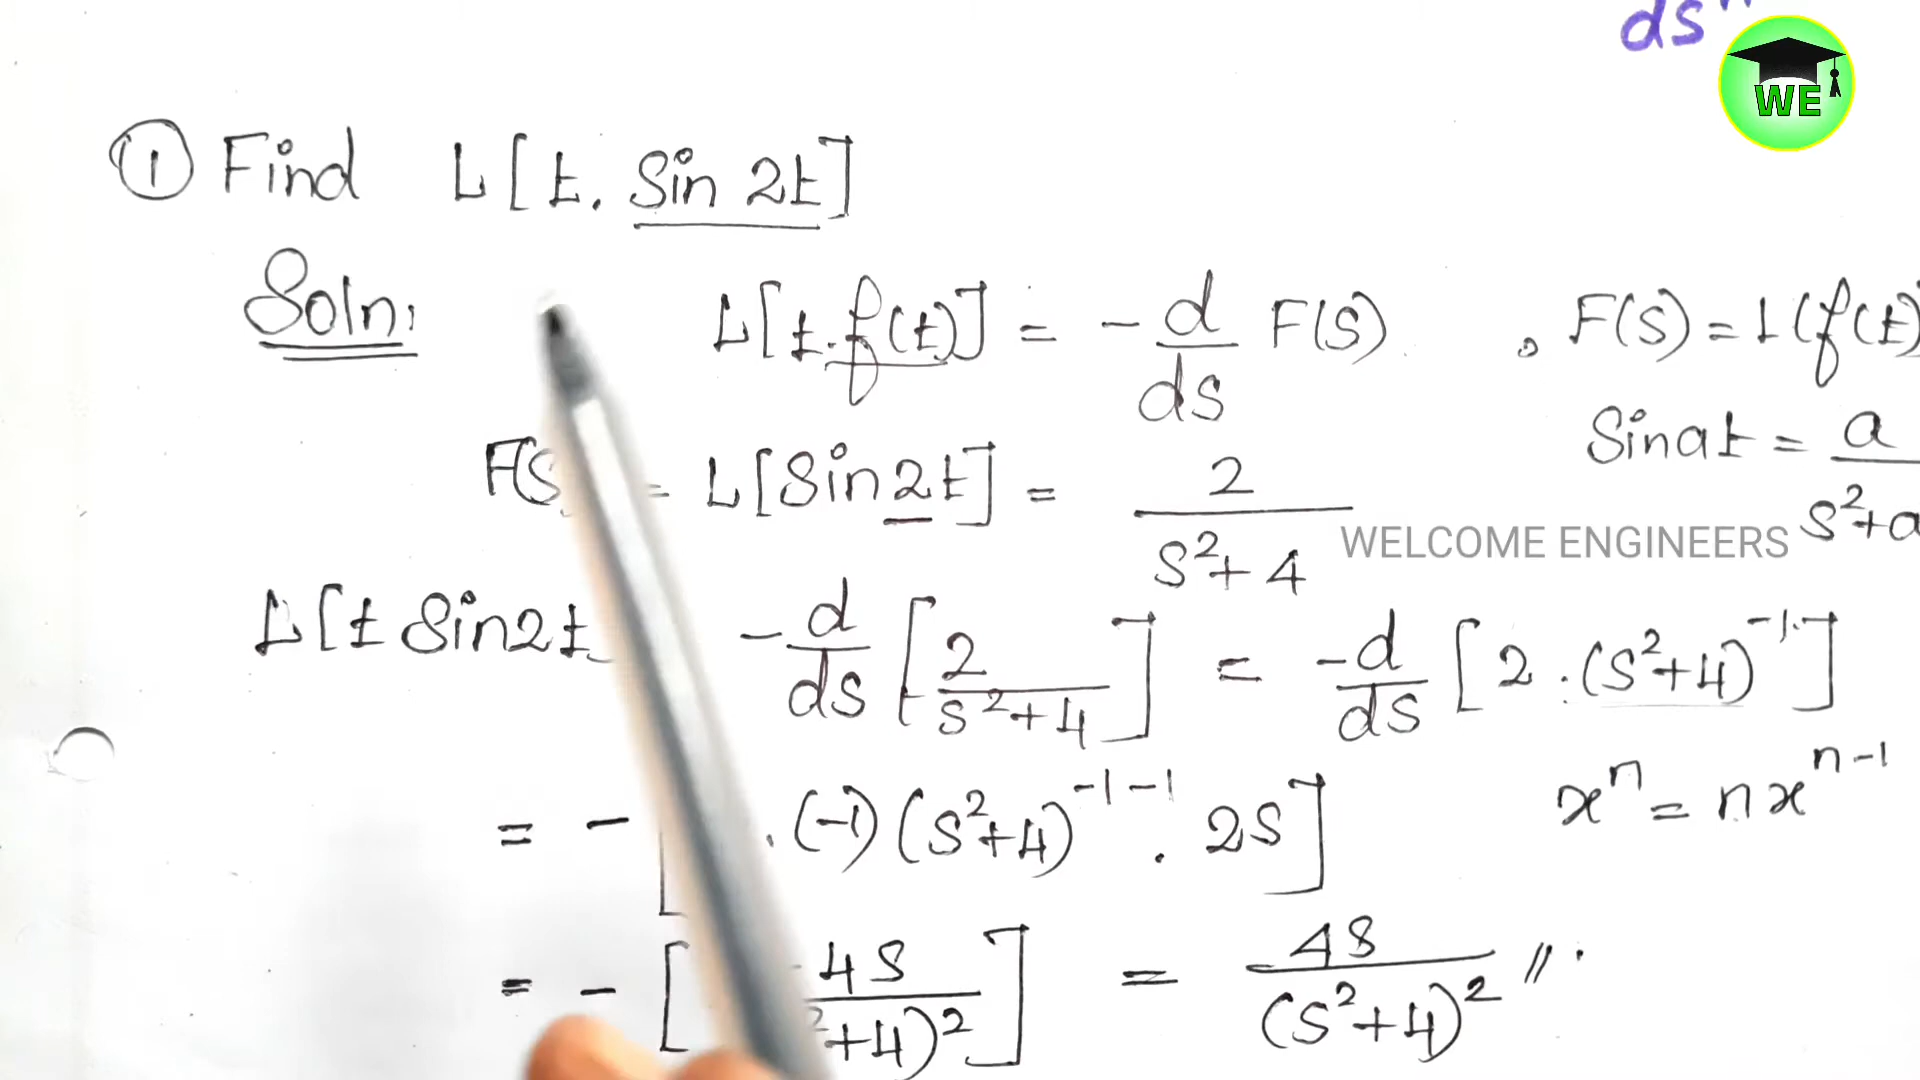 dsⁿ
WE
① Find L[t. Sin 2t]
Soln:
L[t.f(t)] = -d/ds F(S) , F(S) = L(f(t)
F(S = L[Sin2t] = 2/(S²+4)
Sinat = a/S²+a
WELCOME ENGINEERS
L[t Sin2t -d/ds [2/(s²+4)] = -d/ds [2.(S²+4)⁻¹]
xⁿ = nxⁿ⁻¹
= -[ .(-1)(S²+4)⁻¹⁻¹ . 2S]
= -[-4S/ ²+4)²] = 4S/(S²+4)² //.